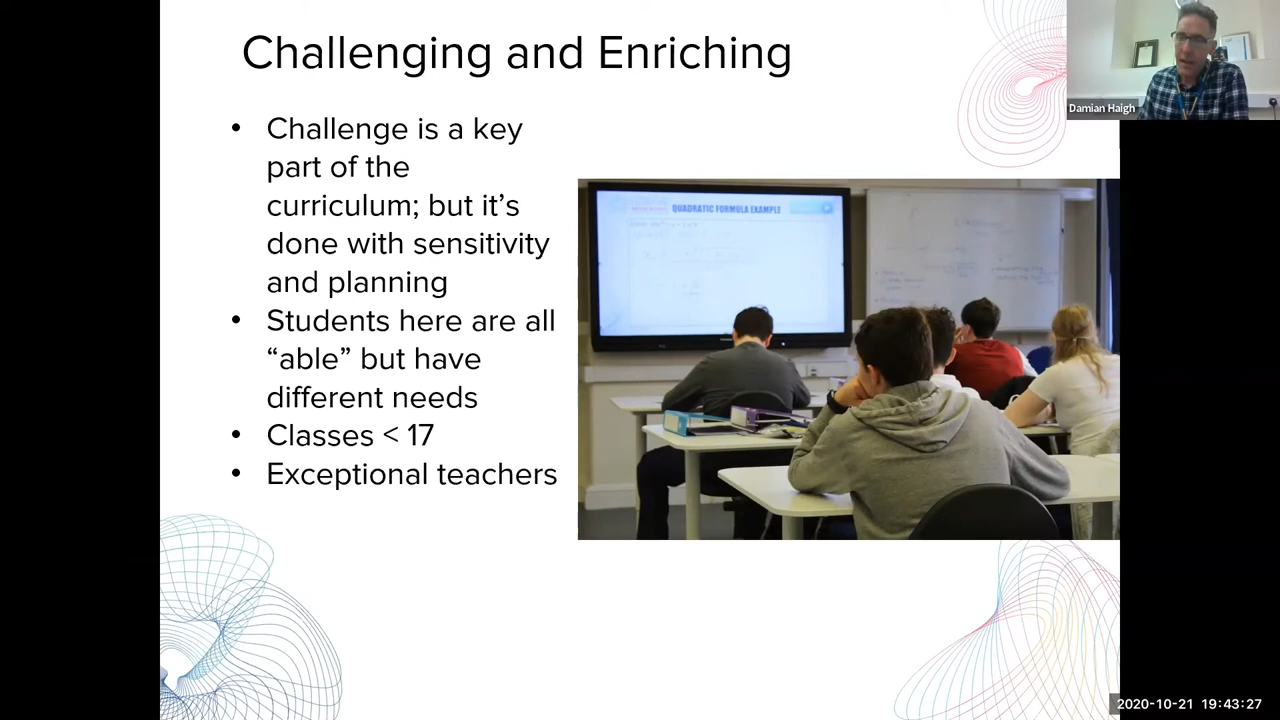 Challenging and Enriching
• Challenge is a key
part of the
curriculum; but it's
done with sensitivity
and planning
• Students here are all
“able” but have
different needs
• Classes < 17
• Exceptional teachers
QUADRATIC FORMULA EXAMPLE
Damian Haigh
2020-10-21 19:43:27